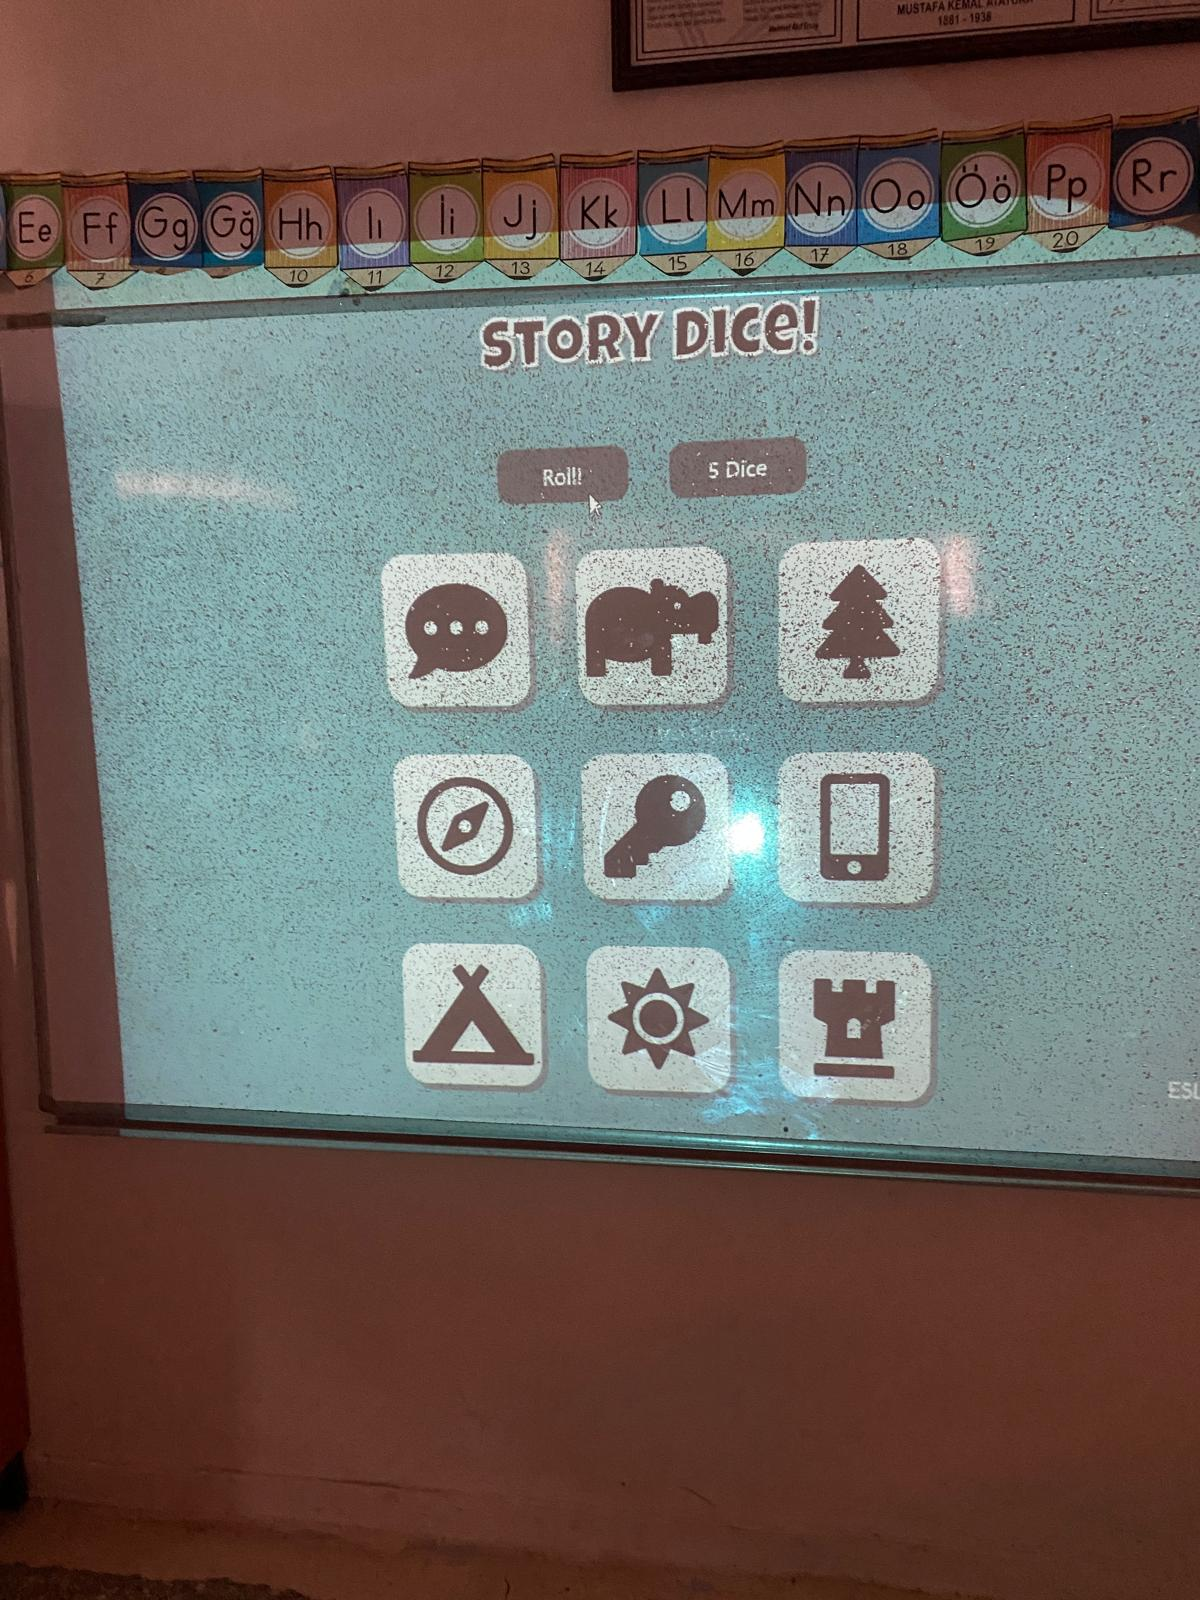 MUSTAFA KEMAL ATATÜRK
1881 - 1938
Ee Ff Gg Ğğ Hh Iı İi Jj Kk Ll Mm Nn Oo Öö Pp Rr
6 7 10 11 12 13 14 15 16 17 18 19 20
STORY DICE!
Roll! 5 Dice
ESL